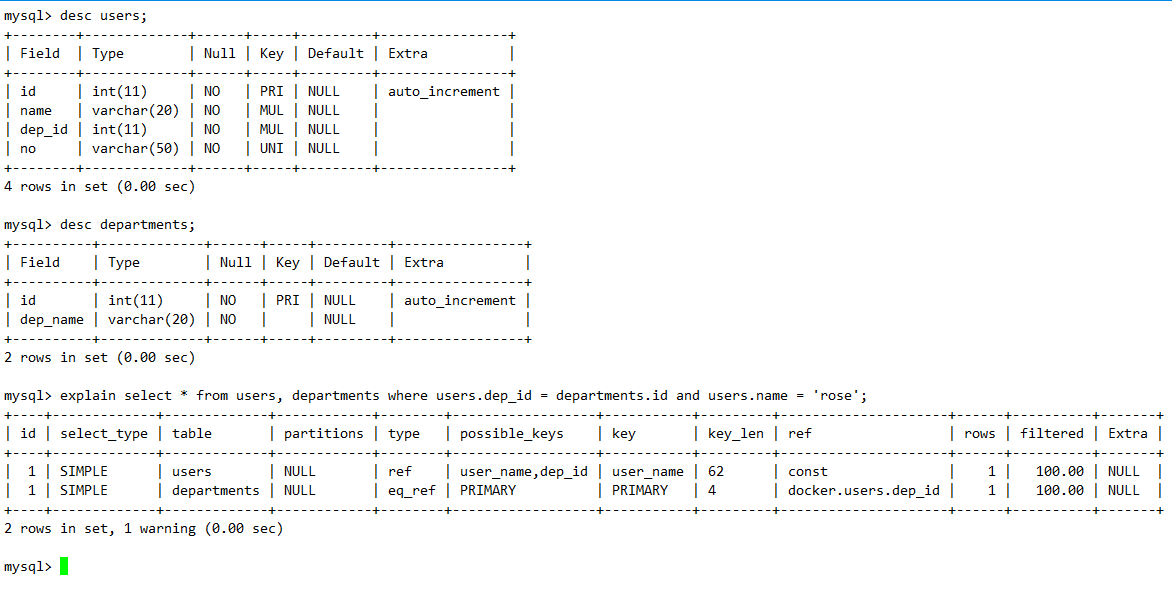 mysql> desc users;
+--------+-------------+------+-----+---------+----------------+
| Field  | Type        | Null | Key | Default | Extra          |
+--------+-------------+------+-----+---------+----------------+
| id     | int(11)     | NO   | PRI | NULL    | auto_increment |
| name   | varchar(20) | NO   | MUL | NULL    |                |
| dep_id | int(11)     | NO   | MUL | NULL    |                |
| no     | varchar(50) | NO   | UNI | NULL    |                |
+--------+-------------+------+-----+---------+----------------+
4 rows in set (0.00 sec)
mysql> desc departments;
+----------+-------------+------+-----+---------+----------------+
| Field    | Type        | Null | Key | Default | Extra          |
+----------+-------------+------+-----+---------+----------------+
| id       | int(11)     | NO   | PRI | NULL    | auto_increment |
| dep_name | varchar(20) | NO   |     | NULL    |                |
+----------+-------------+------+-----+---------+----------------+
2 rows in set (0.00 sec)
mysql> explain select * from users, departments where users.dep_id = departments.id and users.name = 'rose';
+----+-------------+-------------+------------+--------+------------------+-----------+---------+---------------------+------+----------+-------+
| id | select_type | table       | partitions | type   | possible_keys    | key       | key_len | ref                 | rows | filtered | Extra |
+----+-------------+-------------+------------+--------+------------------+-----------+---------+---------------------+------+----------+-------+
|  1 | SIMPLE      | users       | NULL       | ref    | user_name,dep_id | user_name | 62      | const               |    1 |   100.00 | NULL  |
|  1 | SIMPLE      | departments | NULL       | eq_ref | PRIMARY          | PRIMARY   | 4       | docker.users.dep_id |    1 |   100.00 | NULL  |
+----+-------------+-------------+------------+--------+------------------+-----------+---------+---------------------+------+----------+-------+
2 rows in set, 1 warning (0.00 sec)
mysql>